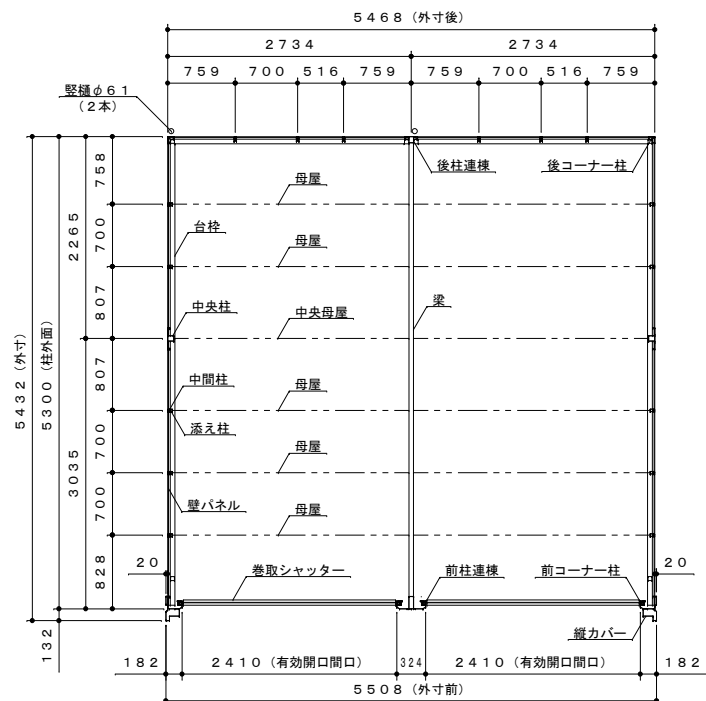 5468（外寸後）
2734
2734
759
700
516
759
759
700
516
759
竪樋φ61
（2本）
後柱連棟
後コーナー柱
母屋
台枠
母屋
中央柱
中央母屋
梁
中間柱
母屋
添え柱
母屋
壁パネル
母屋
巻取シャッター
前柱連棟
前コーナー柱
縦カバー
758
700
807
807
700
700
828
2265
3035
5300（柱外面）
5432（外寸）
132
20
20
182
2410（有効開口間口）
324
2410（有効開口間口）
182
5508（外寸前）